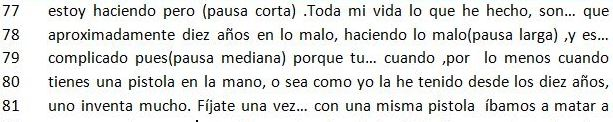 77 estoy haciendo pero (pausa corta) .Toda mi vida lo que he hecho, son... que
78 aproximadamente diez años en lo malo, haciendo lo malo(pausa larga) ,y es...
79 complicado pues(pausa mediana) porque tu... cuando ,por lo menos cuando
80 tienes una pistola en la mano, o sea como yo la he tenido desde los diez años,
81 uno inventa mucho. Fíjate una vez... con una misma pistola íbamos a matar a